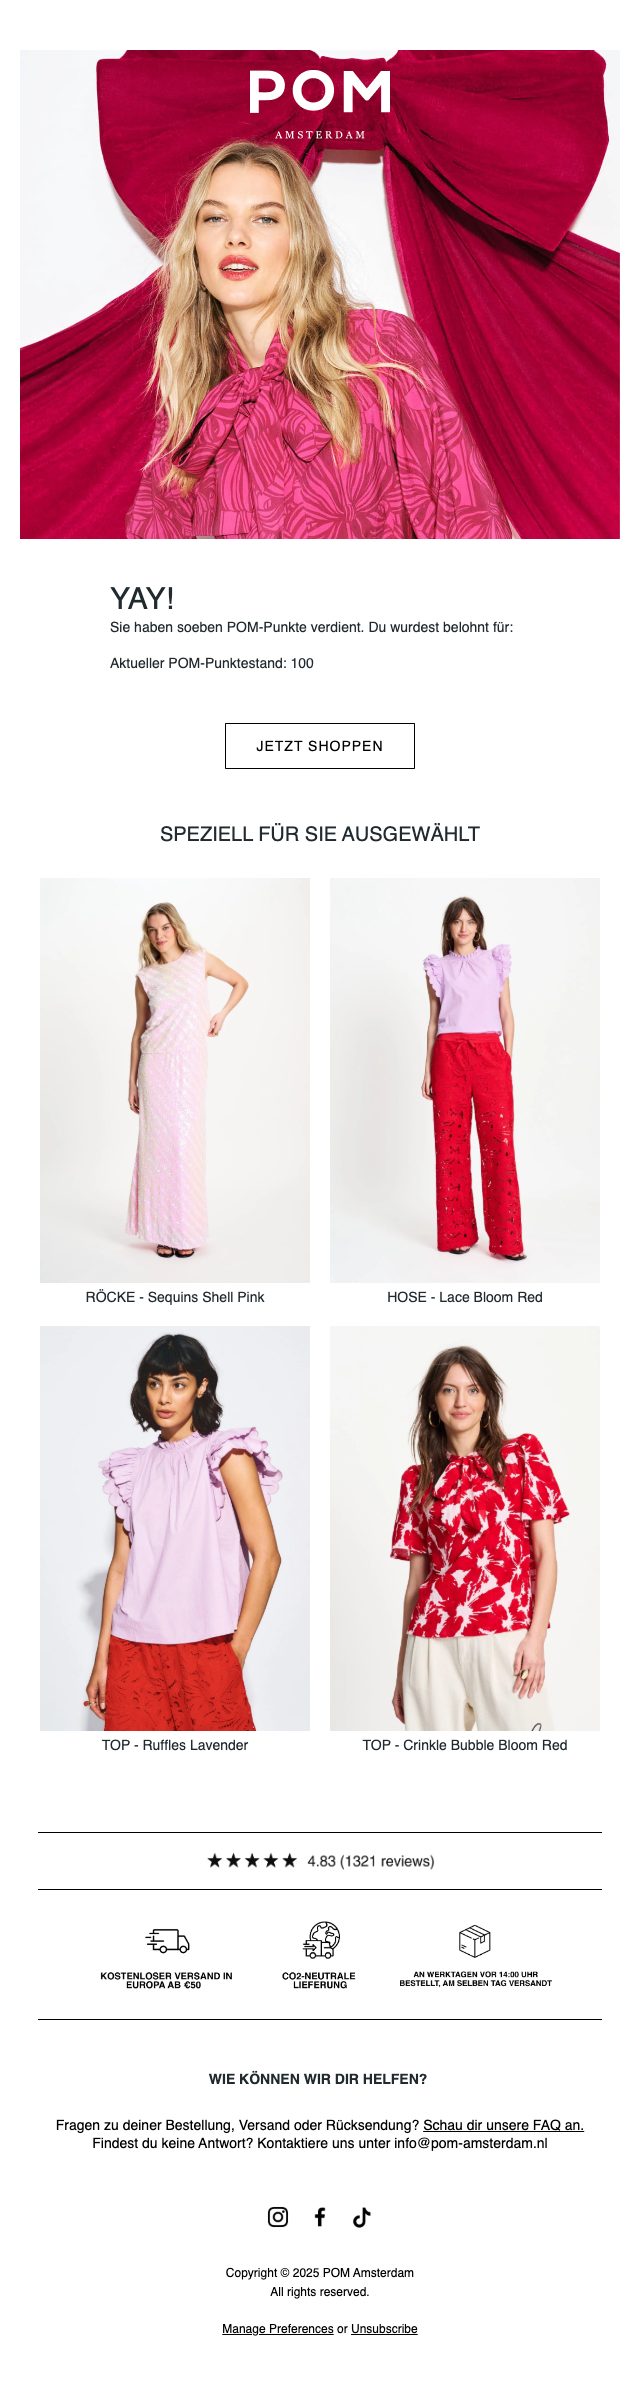 POM
AMSTERDAM
YAY!
Sie haben soeben POM-Punkte verdient. Du wurdest belohnt für:
Aktueller POM-Punktestand: 100
JETZT SHOPPEN
SPEZIELL FÜR SIE AUSGEWÄHLT
RÖCKE - Sequins Shell Pink
HOSE - Lace Bloom Red
TOP - Ruffles Lavender
TOP - Crinkle Bubble Bloom Red
★★★★★ 4.83 (1321 reviews)
KOSTENLOSER VERSAND IN
EUROPA AB €50
CO2-NEUTRALE
LIEFERUNG
AN WERKTAGEN VOR 14:00 UHR
BESTELLT, AM SELBEN TAG VERSANDT
WIE KÖNNEN WIR DIR HELFEN?
Fragen zu deiner Bestellung, Versand oder Rücksendung? Schau dir unsere FAQ an.
Findest du keine Antwort? Kontaktiere uns unter info@pom-amsterdam.nl
Copyright © 2025 POM Amsterdam
All rights reserved.
Manage Preferences or Unsubscribe